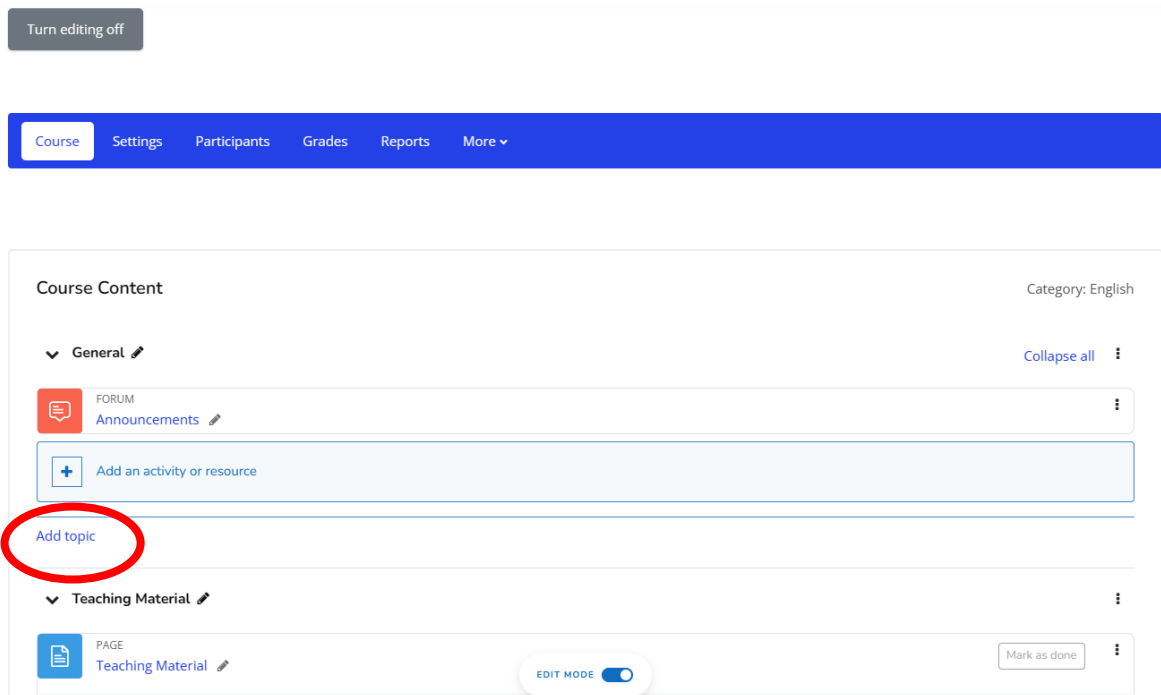 Turn editing off
Course Settings Participants Grades Reports More
Course Content
Category: English
General
Collapse all
FORUM
Announcements
Add an activity or resource
Add topic
Teaching Material
PAGE
Teaching Material
Mark as done
EDIT MODE